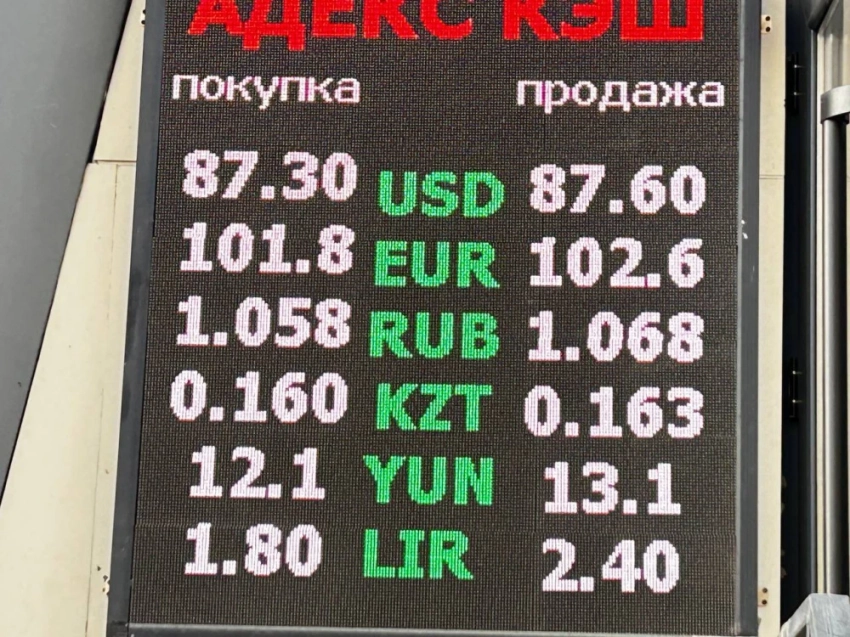 АДЕКС КЭШ
покупка продажа
87.30 USD 87.60
101.8 EUR 102.6
1.058 RUB 1.068
0.160 KZT 0.163
12.1 YUN 13.1
1.80 LIR 2.40